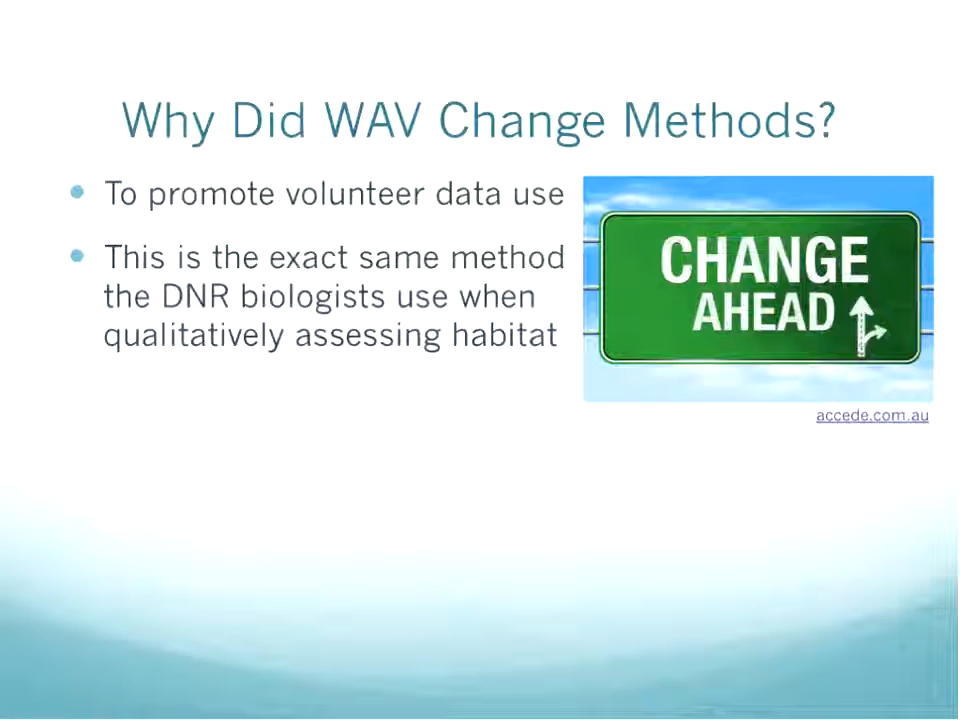 Why Did WAV Change Methods?
To promote volunteer data use
This is the exact same method
the DNR biologists use when
qualitatively assessing habitat
CHANGE
AHEAD
accede.com.au